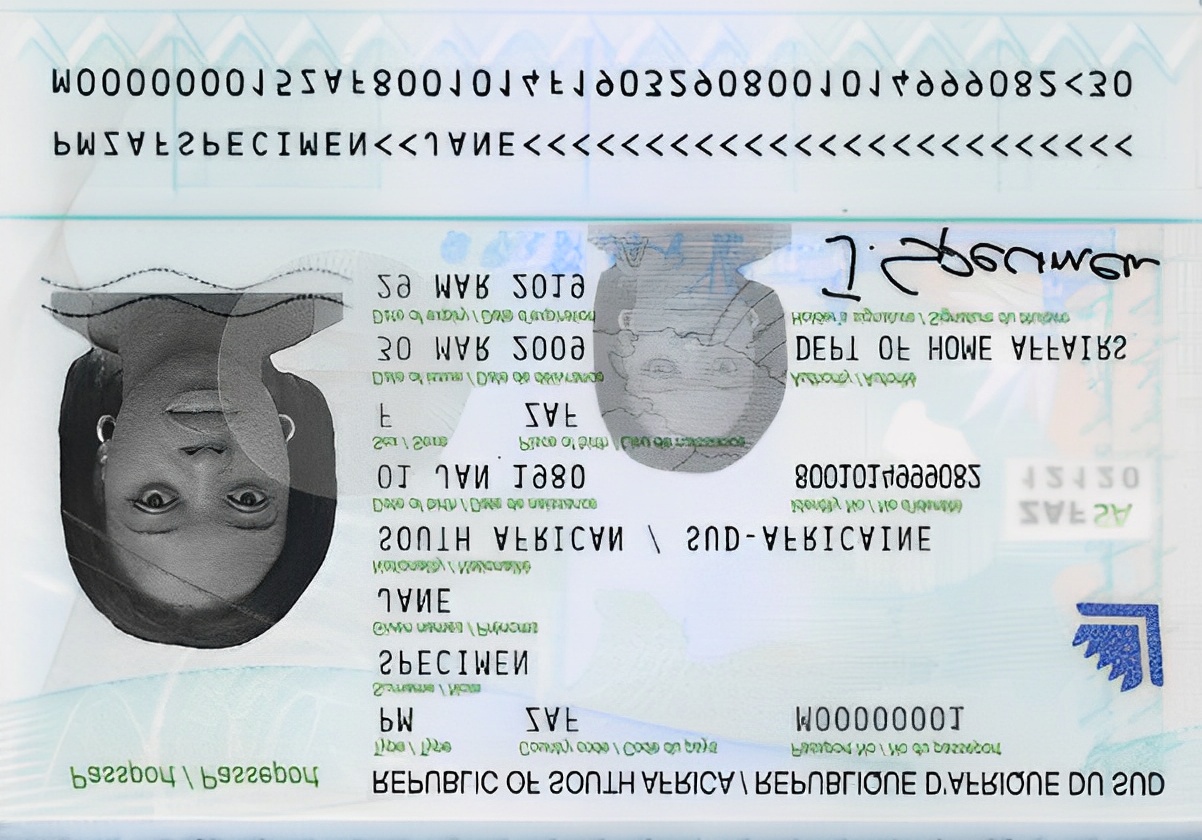 Passport / Passeport
REPUBLIC OF SOUTH AFRICA / REPUBLIQUE D'AFRIQUE DU SUD
Type / Type Country code / Code du pays Passport No / No du passeport
PM ZAF M00000001
Surname / Nom
SPECIMEN
Given names / Prénoms
JANE
Nationality / Nationalité
SOUTH AFRICAN / SUD-AFRICAINE
ZAF SA
12120
Date of birth / Date de naissance Identity No / No d'identité
01 JAN 1980 8001014999082
Sex / Sexe Place of birth / Lieu de naissance
F ZAF
Date of issue / Date de délivrance Authority / Autorité
30 MAR 2009 DEPT OF HOME AFFAIRS
Date of expiry / Date d'expiration Holder's signature / Signature du titulaire
29 MAR 2019 J. Specimen
PMZAFSPECIMEN<<JANE<<<<<<<<<<<<<<<<<<<<<<<<<
M000000015ZAF8001014F19032908001014999082<30